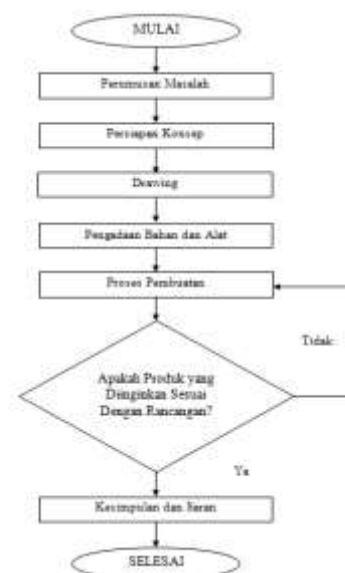 MULAI
Perumusan Masalah
Persiapan Konsep
Drawing
Pengadaan Bahan dan Alat
Proses Pembuatan
Tidak
Apakah Produk yang
Diinginkan Sesuai
Dengan Rancangan?
Ya
Kesimpulan dan Saran
SELESAI